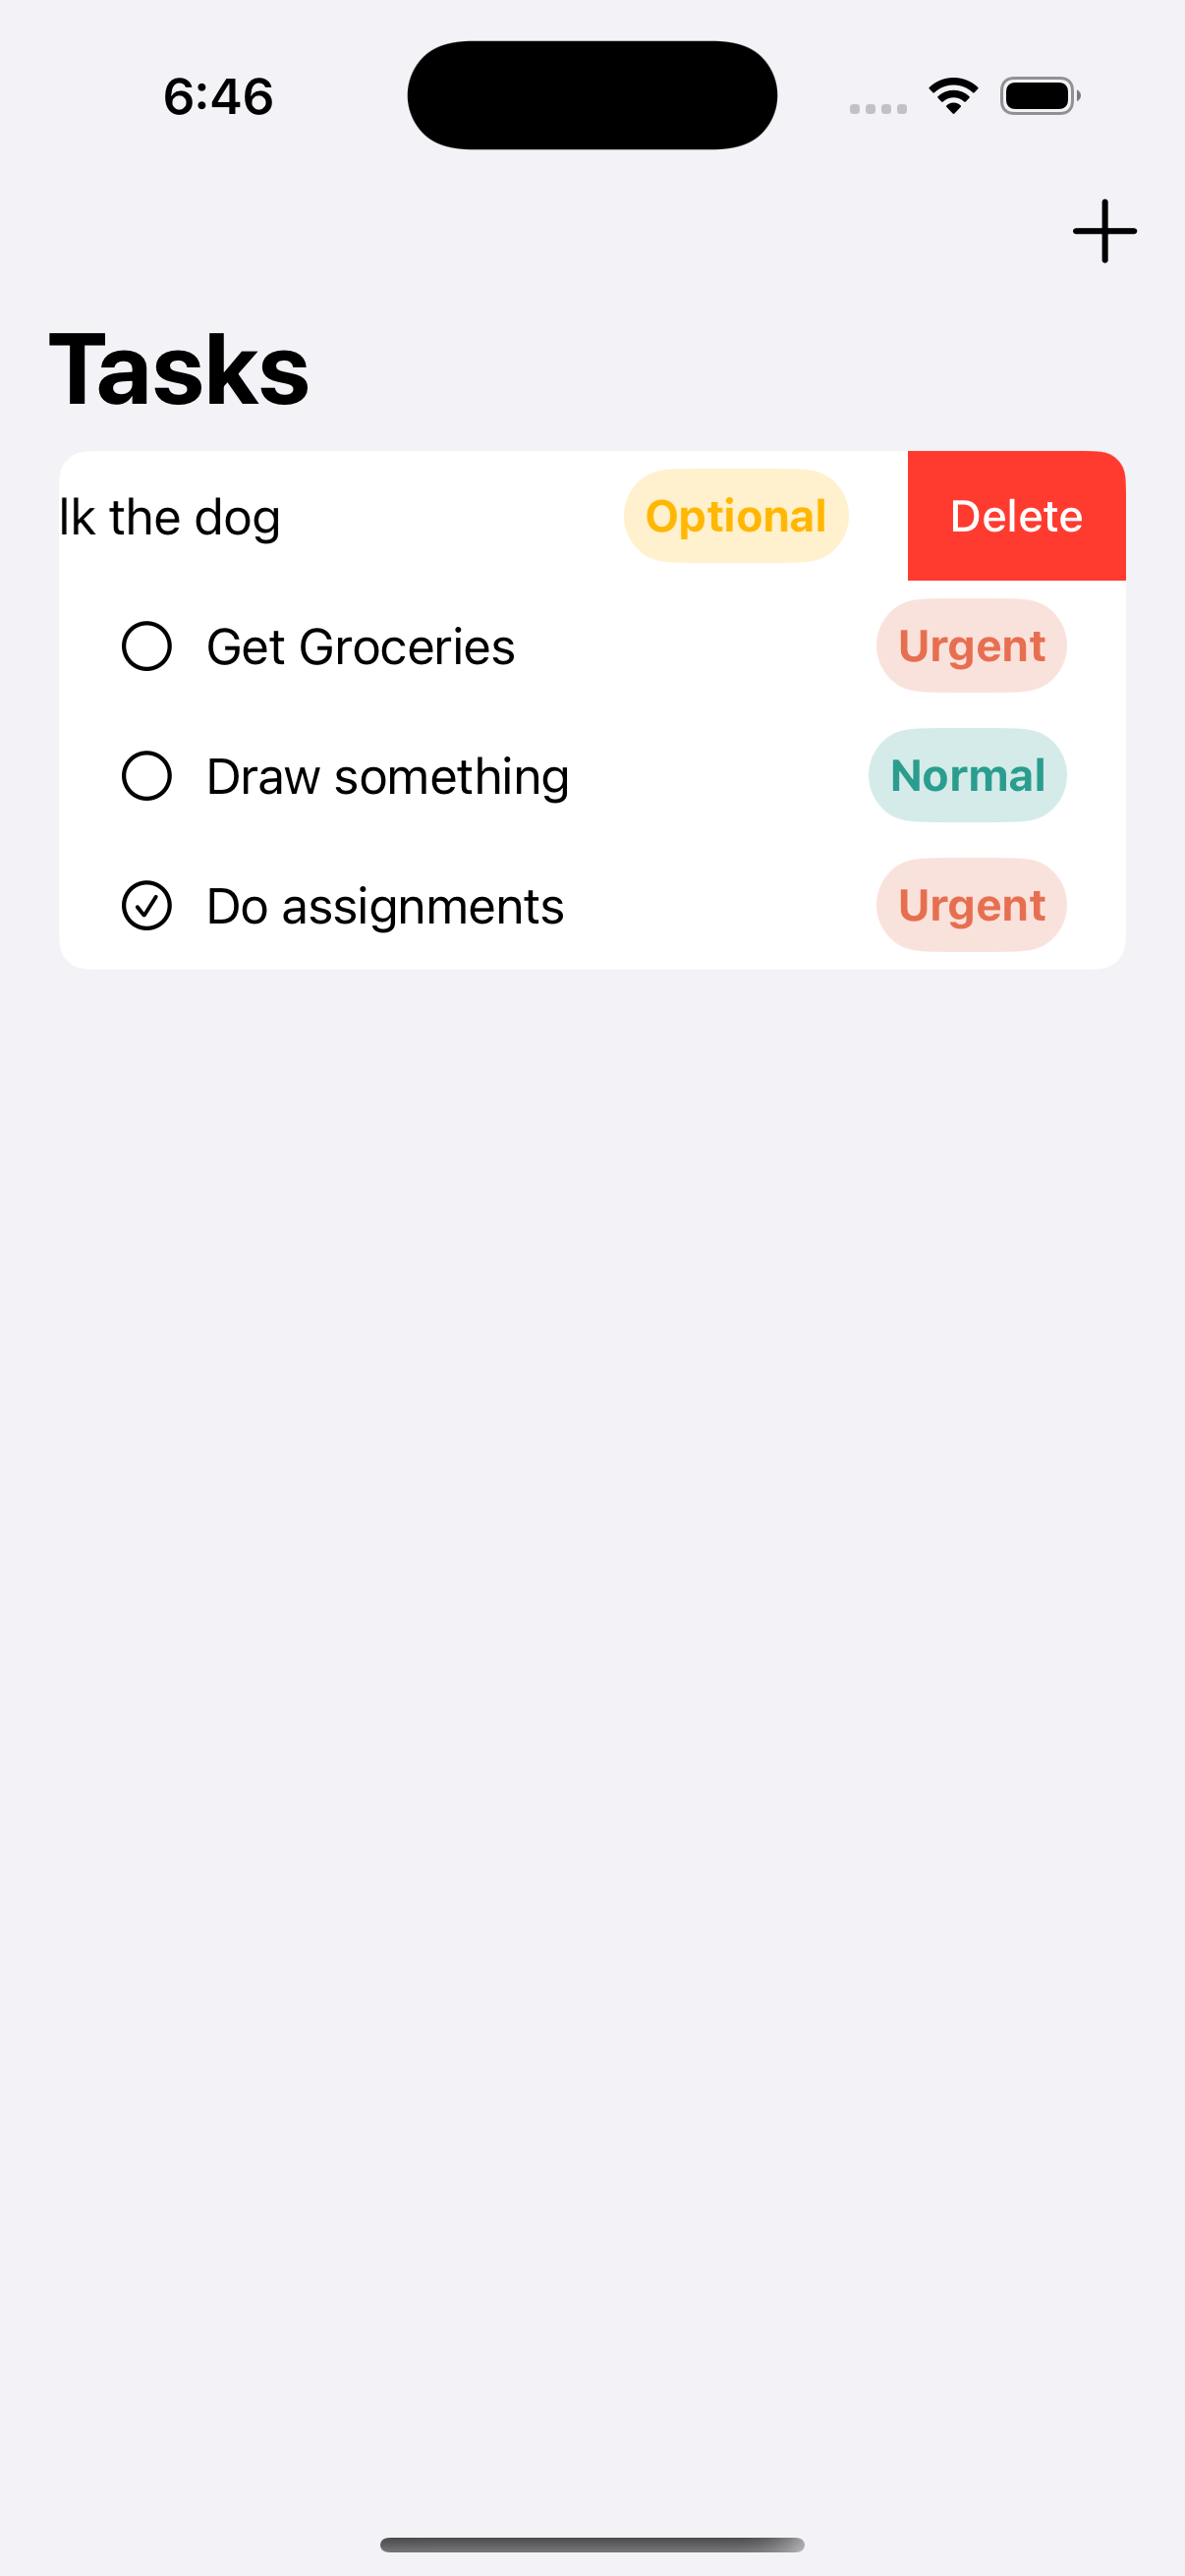 6:46
Tasks
lk the dog Optional Delete
Get Groceries Urgent
Draw something Normal
Do assignments Urgent